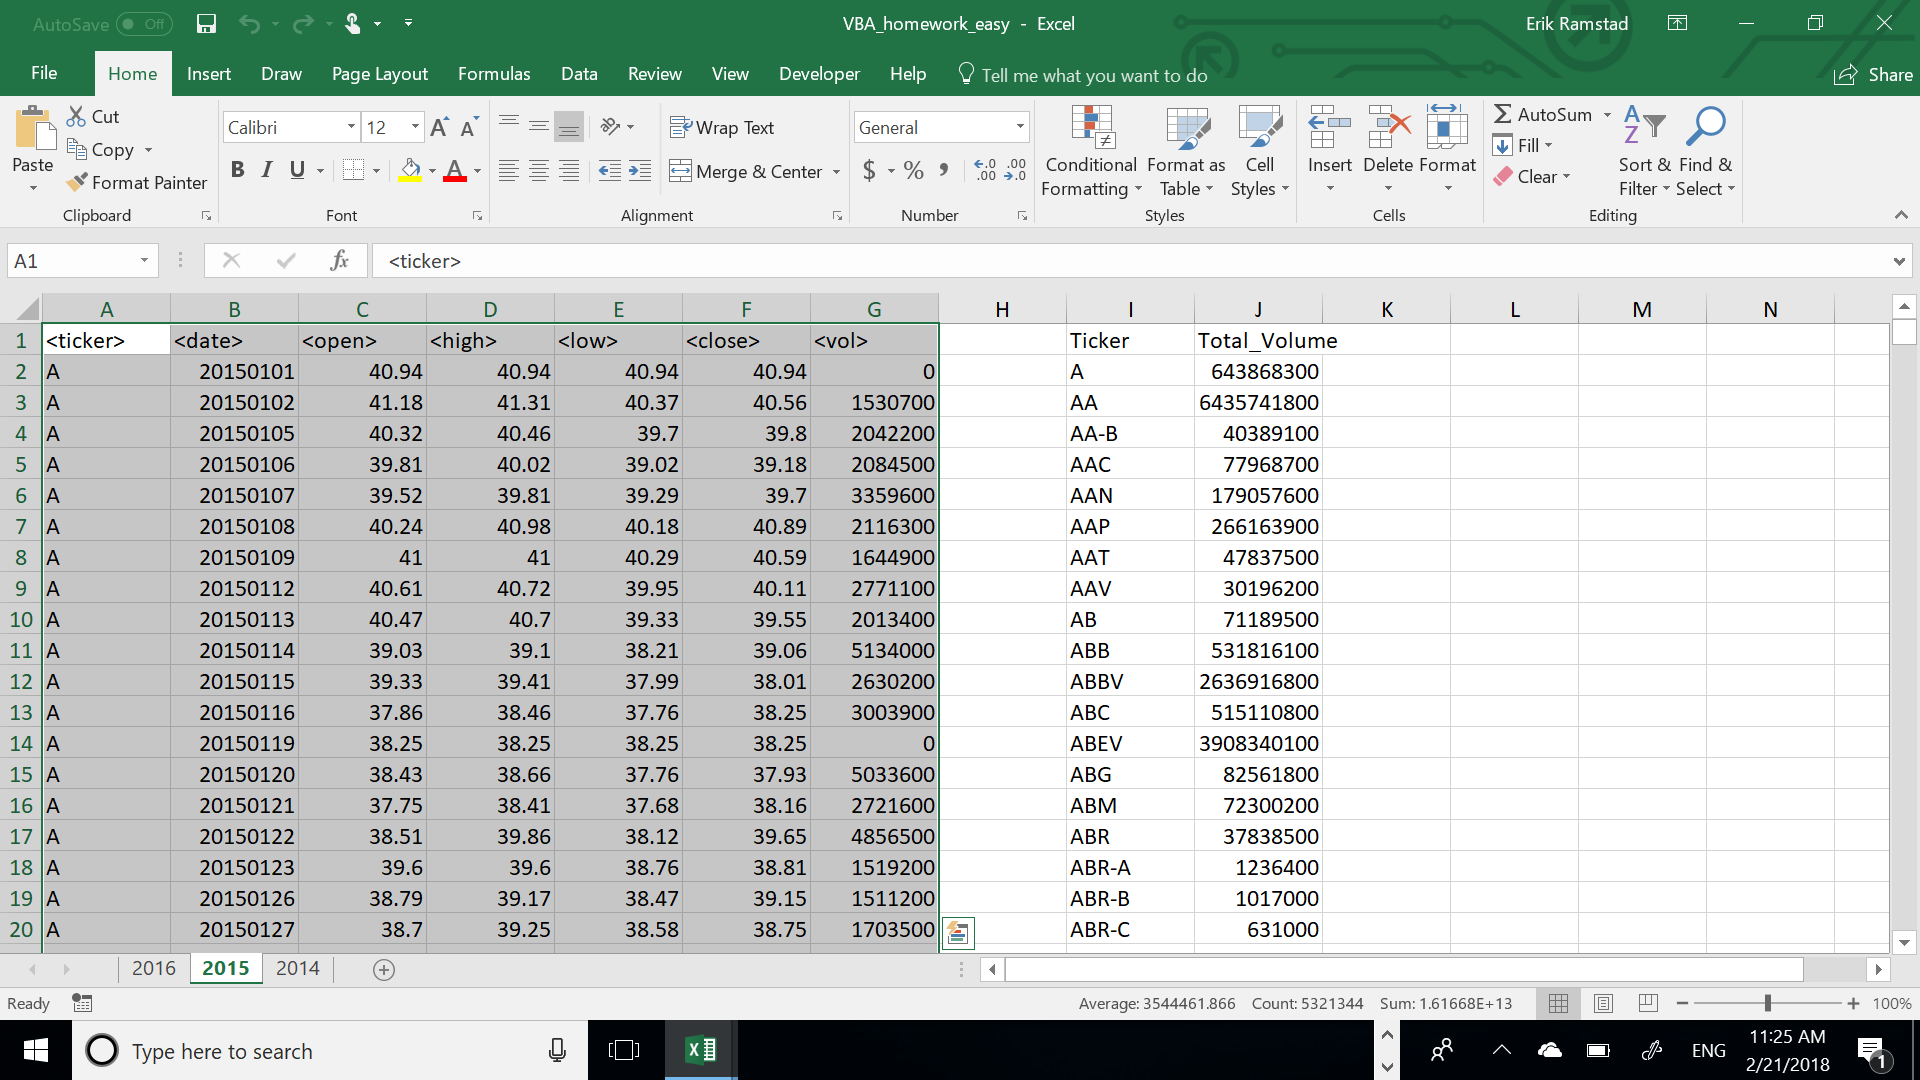 AutoSave Off VBA_homework_easy - Excel Erik Ramstad
File Home Insert Draw Page Layout Formulas Data Review View Developer Help Tell me what you want to do Share
Paste Cut Copy Format Painter Clipboard
Calibri 12 B I U A A A Font
Wrap Text Merge & Center Alignment
General $ % , .0 .00 .00 .0 Number
Conditional Formatting Format as Table Cell Styles Styles
Insert Delete Format Cells
AutoSum Fill Clear Sort & Filter Find & Select Editing
A1 fx <ticker>
A B C D E F G H I J K L M N
1 <ticker> <date> <open> <high> <low> <close> <vol> Ticker Total_Volume
2 A 20150101 40.94 40.94 40.94 40.94 0 A 643868300
3 A 20150102 41.18 41.31 40.37 40.56 1530700 AA 6435741800
4 A 20150105 40.32 40.46 39.7 39.8 2042200 AA-B 40389100
5 A 20150106 39.81 40.02 39.02 39.18 2084500 AAC 77968700
6 A 20150107 39.52 39.81 39.29 39.7 3359600 AAN 179057600
7 A 20150108 40.24 40.98 40.18 40.89 2116300 AAP 266163900
8 A 20150109 41 41 40.29 40.59 1644900 AAT 47837500
9 A 20150112 40.61 40.72 39.95 40.11 2771100 AAV 30196200
10 A 20150113 40.47 40.7 39.33 39.55 2013400 AB 71189500
11 A 20150114 39.03 39.1 38.21 39.06 5134000 ABB 531816100
12 A 20150115 39.33 39.41 37.99 38.01 2630200 ABBV 2636916800
13 A 20150116 37.86 38.46 37.76 38.25 3003900 ABC 515110800
14 A 20150119 38.25 38.25 38.25 38.25 0 ABEV 3908340100
15 A 20150120 38.43 38.66 37.76 37.93 5033600 ABG 82561800
16 A 20150121 37.75 38.41 37.68 38.16 2721600 ABM 72300200
17 A 20150122 38.51 39.86 38.12 39.65 4856500 ABR 37838500
18 A 20150123 39.6 39.6 38.76 38.81 1519200 ABR-A 1236400
19 A 20150126 38.79 39.17 38.47 39.15 1511200 ABR-B 1017000
20 A 20150127 38.7 39.25 38.58 38.75 1703500 ABR-C 631000
2016 2015 2014
Ready Average: 3544461.866 Count: 5321344 Sum: 1.61668E+13 100%
Type here to search ENG 11:25 AM 1
2/21/2018